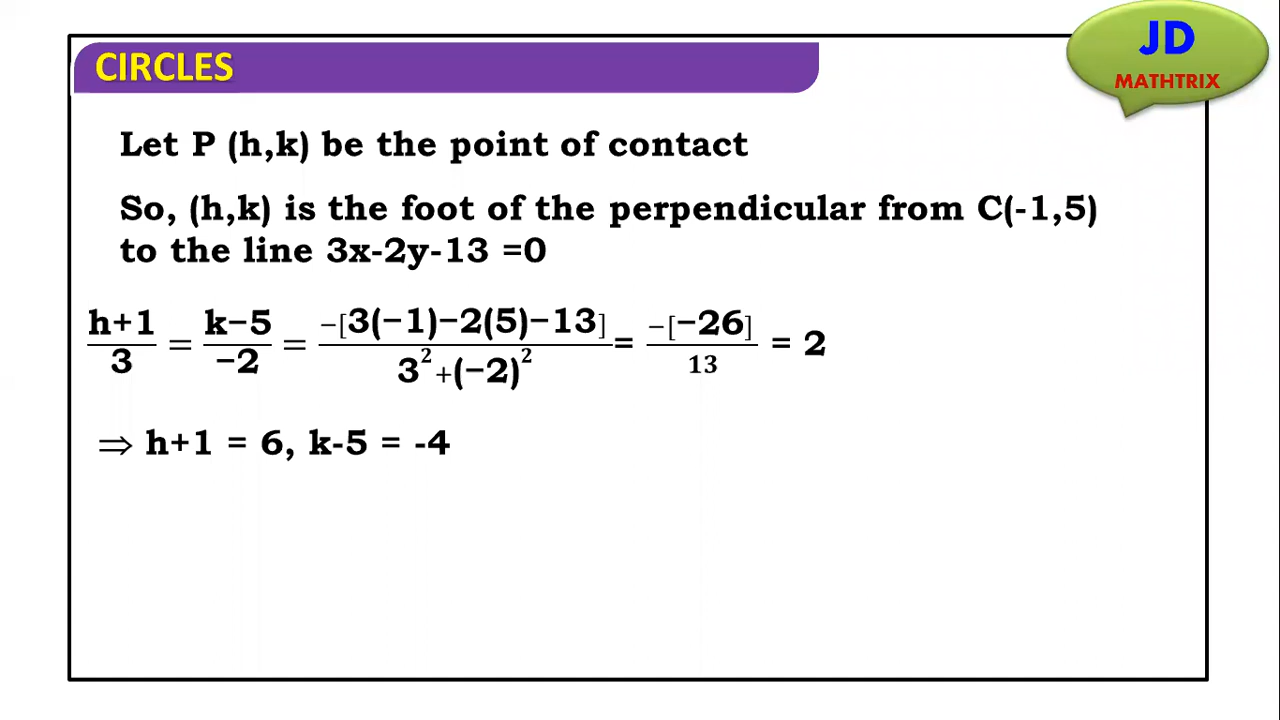 CIRCLES
JD
MATHTRIX
Let P (h,k) be the point of contact
So, (h,k) is the foot of the perpendicular from C(-1,5)
to the line 3x-2y-13 =0
h+1/3 = k−5/−2 = −[3(−1)−2(5)−13]/3²+(−2)² = −[−26]/13 = 2
⇒ h+1 = 6, k-5 = -4